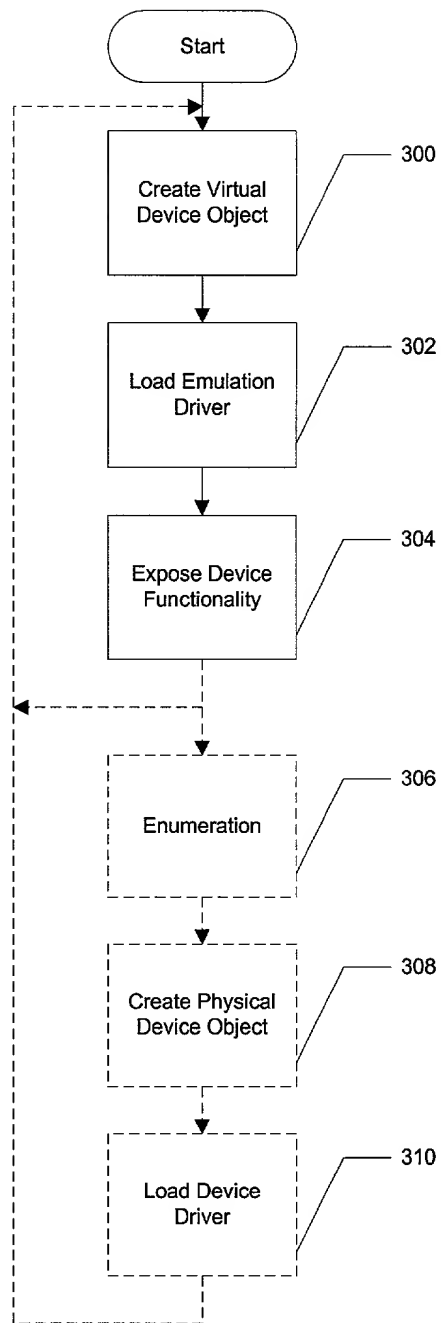 Start
Create Virtual
Device Object
300
Load Emulation
Driver
302
Expose Device
Functionality
304
Enumeration
306
Create Physical
Device Object
308
Load Device
Driver
310